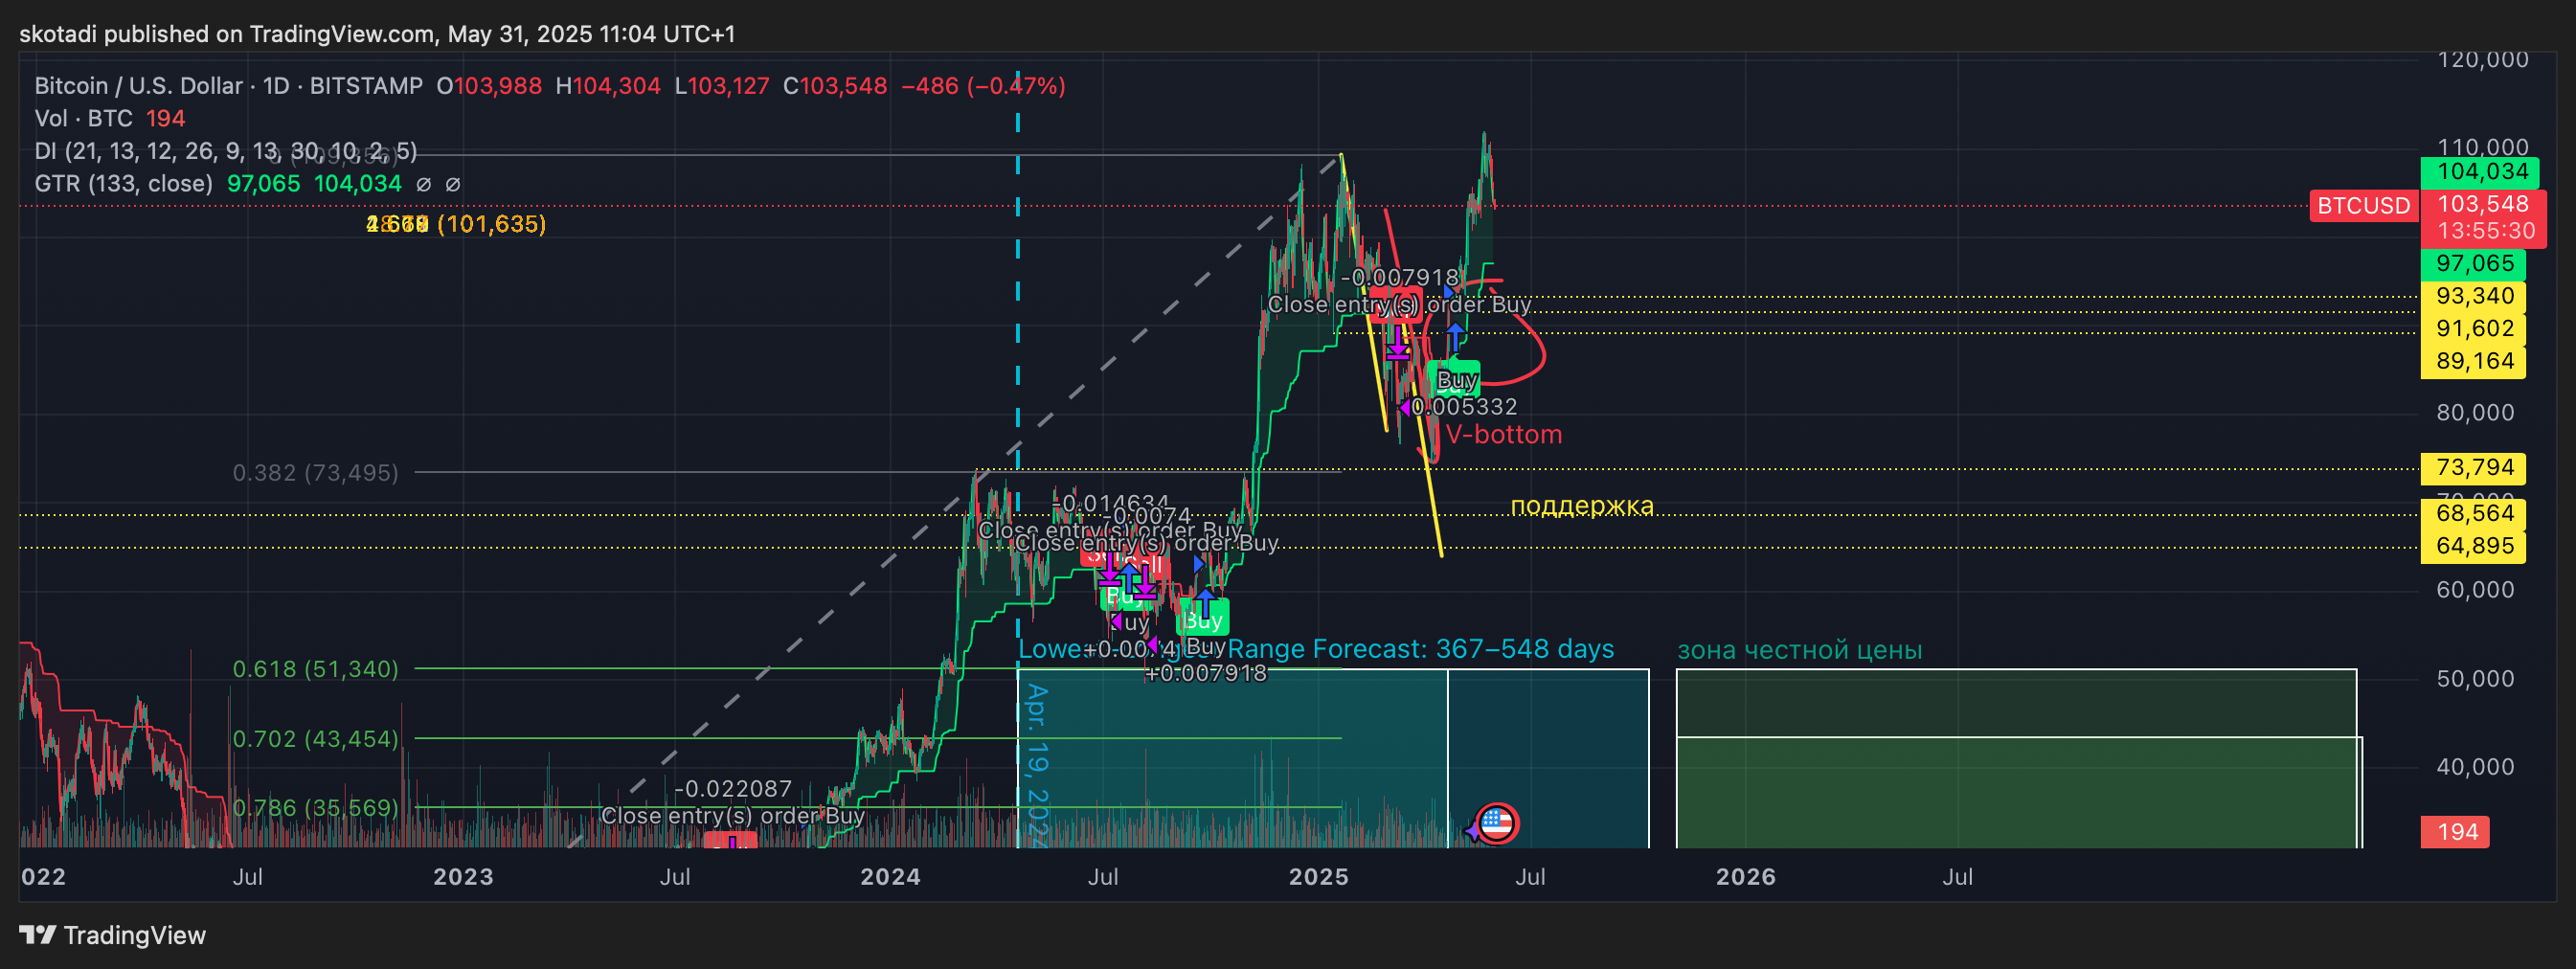 skotadi published on TradingView.com, May 31, 2025 11:04 UTC+1
Bitcoin / U.S. Dollar · 1D · BITSTAMP O103,988 H104,304 L103,127 C103,548 −486 (−0.47%)
Vol · BTC 194
DI (21, 13, 12, 26, 9, 13, 30, 10, 2, 5)
GTR (133, close) 97,065 104,034 ∅ ∅
(101,635)
120,000
110,000
104,034
BTCUSD 103,548
13:55:30
97,065
93,340
91,602
89,164
80,000
73,794
68,564
64,895
60,000
50,000
40,000
194
-0.007918
Close entry(s) order Buy
Buy
0.005332
V-bottom
поддержка
0.382 (73,495)
-0.014634
-0.0074
Close entry(s) order Buy
Close entry(s) order Buy
Buy
Buy
Buy
+0.007918
Range Forecast: 367–548 days
зона честной цены
0.618 (51,340)
0.702 (43,454)
0.786 (35,569)
Apr. 19, 2024
-0.022087
Close entry(s) order Buy
022 Jul 2023 Jul 2024 Jul 2025 Jul 2026 Jul
TradingView